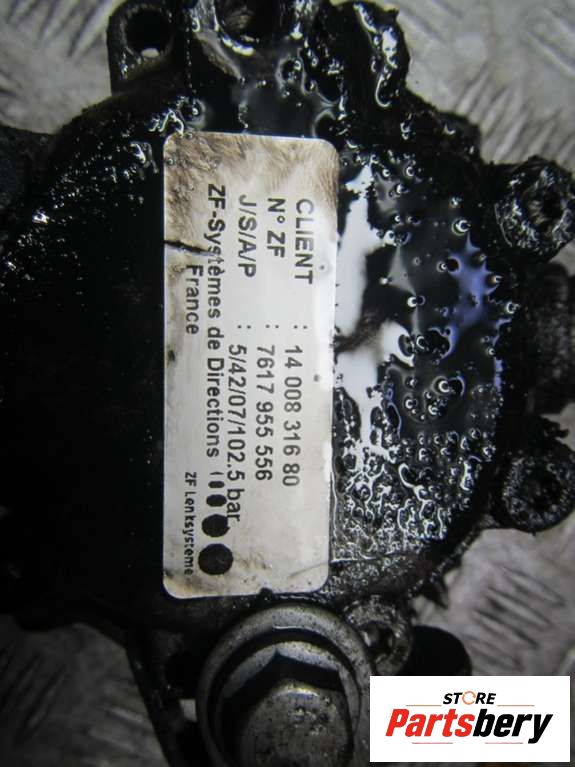 CLIENT : 14 008 316 80
N° ZF : 7617 955 556
J/S/A/P : 5/42/07/102.5 bar
ZF-Systèmes de Directions
France
ZF Lenksysteme
STORE
Partsbery